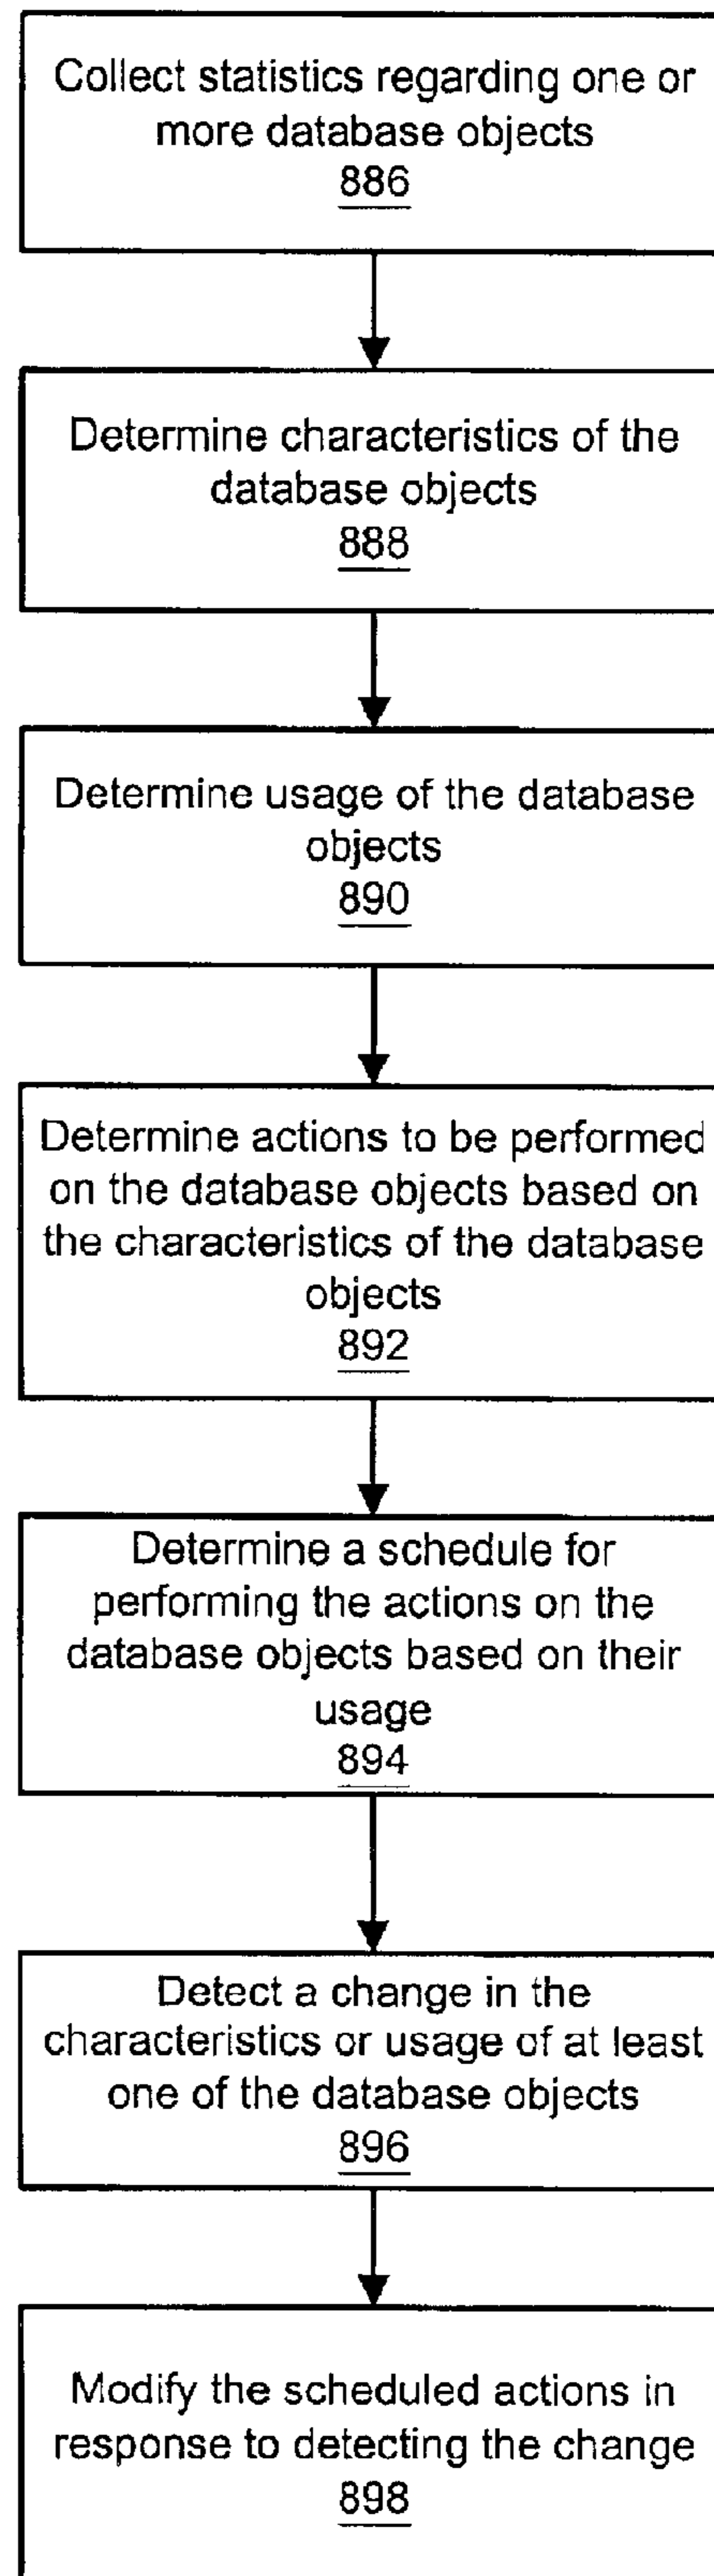 Collect statistics regarding one or
more database objects
886
Determine characteristics of the
database objects
888
Determine usage of the database
objects
890
Determine actions to be performed
on the database objects based on
the characteristics of the database
objects
892
Determine a schedule for
performing the actions on the
database objects based on their
usage
894
Detect a change in the
characteristics or usage of at least
one of the database objects
896
Modify the scheduled actions in
response to detecting the change
898